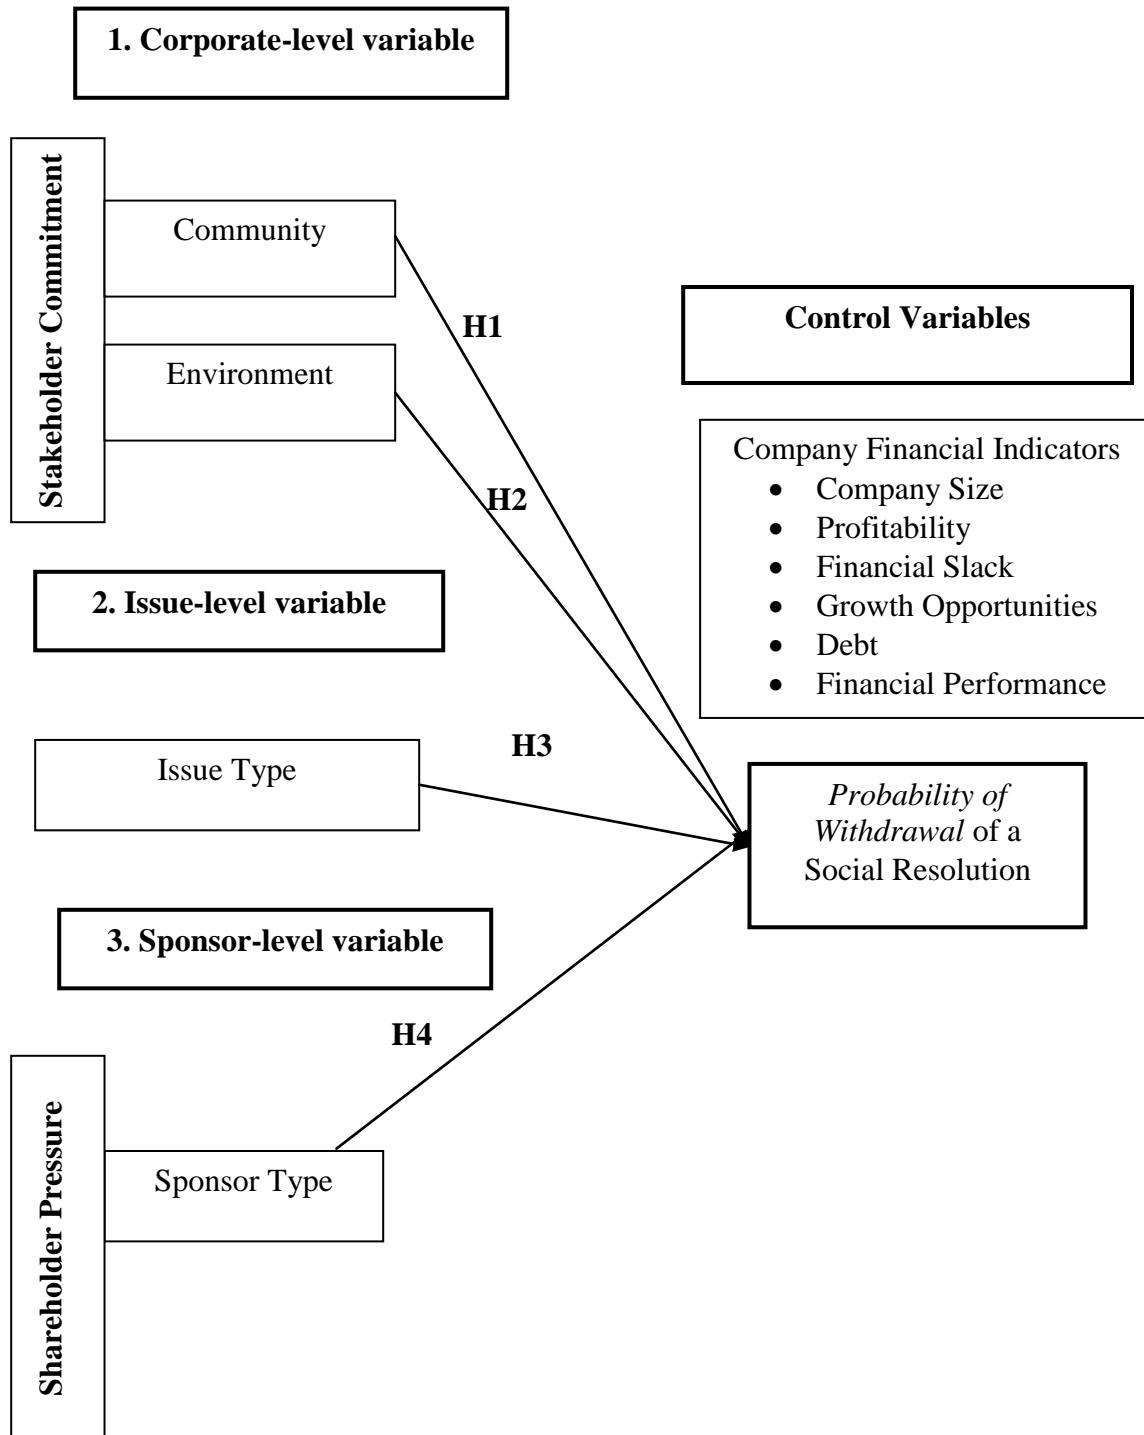 1. Corporate-level variable
Stakeholder Commitment
Community
Environment
H1
H2
Control Variables
Company Financial Indicators
• Company Size
• Profitability
• Financial Slack
• Growth Opportunities
• Debt
• Financial Performance
2. Issue-level variable
Issue Type
H3
Probability of
Withdrawal of a
Social Resolution
3. Sponsor-level variable
H4
Shareholder Pressure
Sponsor Type